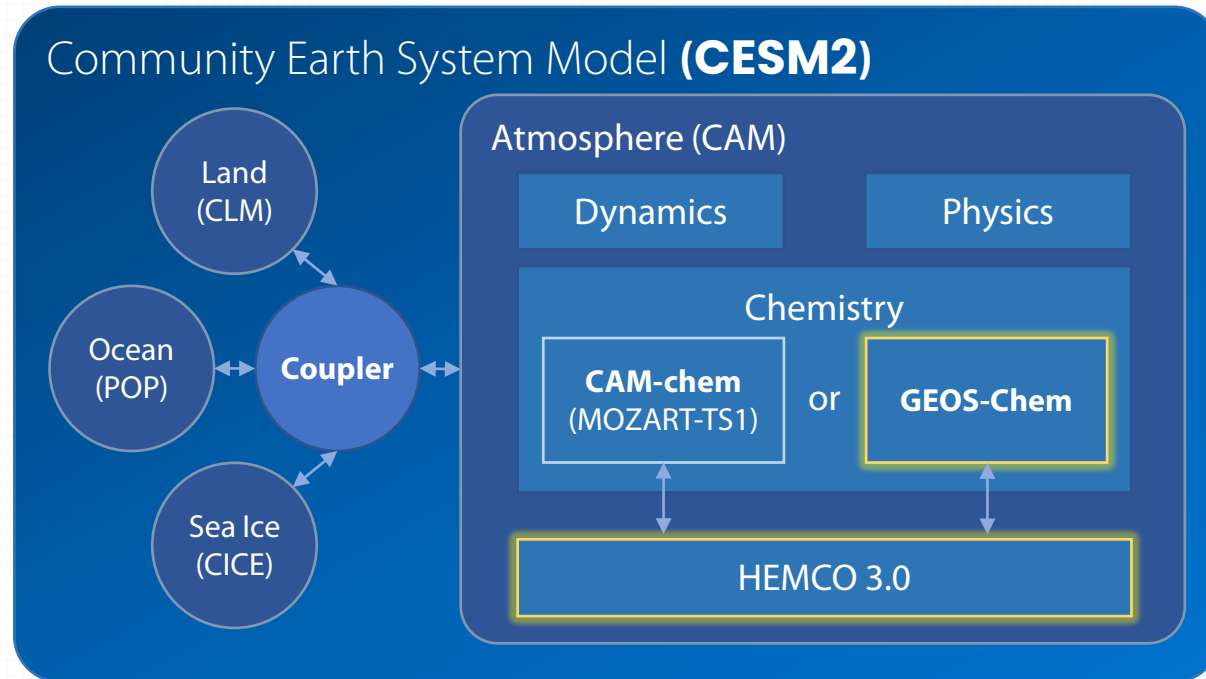 Community Earth System Model (CESM2)
Land
(CLM)
Ocean
(POP)
Coupler
Sea Ice
(CICE)
Atmosphere (CAM)
Dynamics
Physics
Chemistry
CAM-chem
(MOZART-TS1)
or
GEOS-Chem
HEMCO 3.0